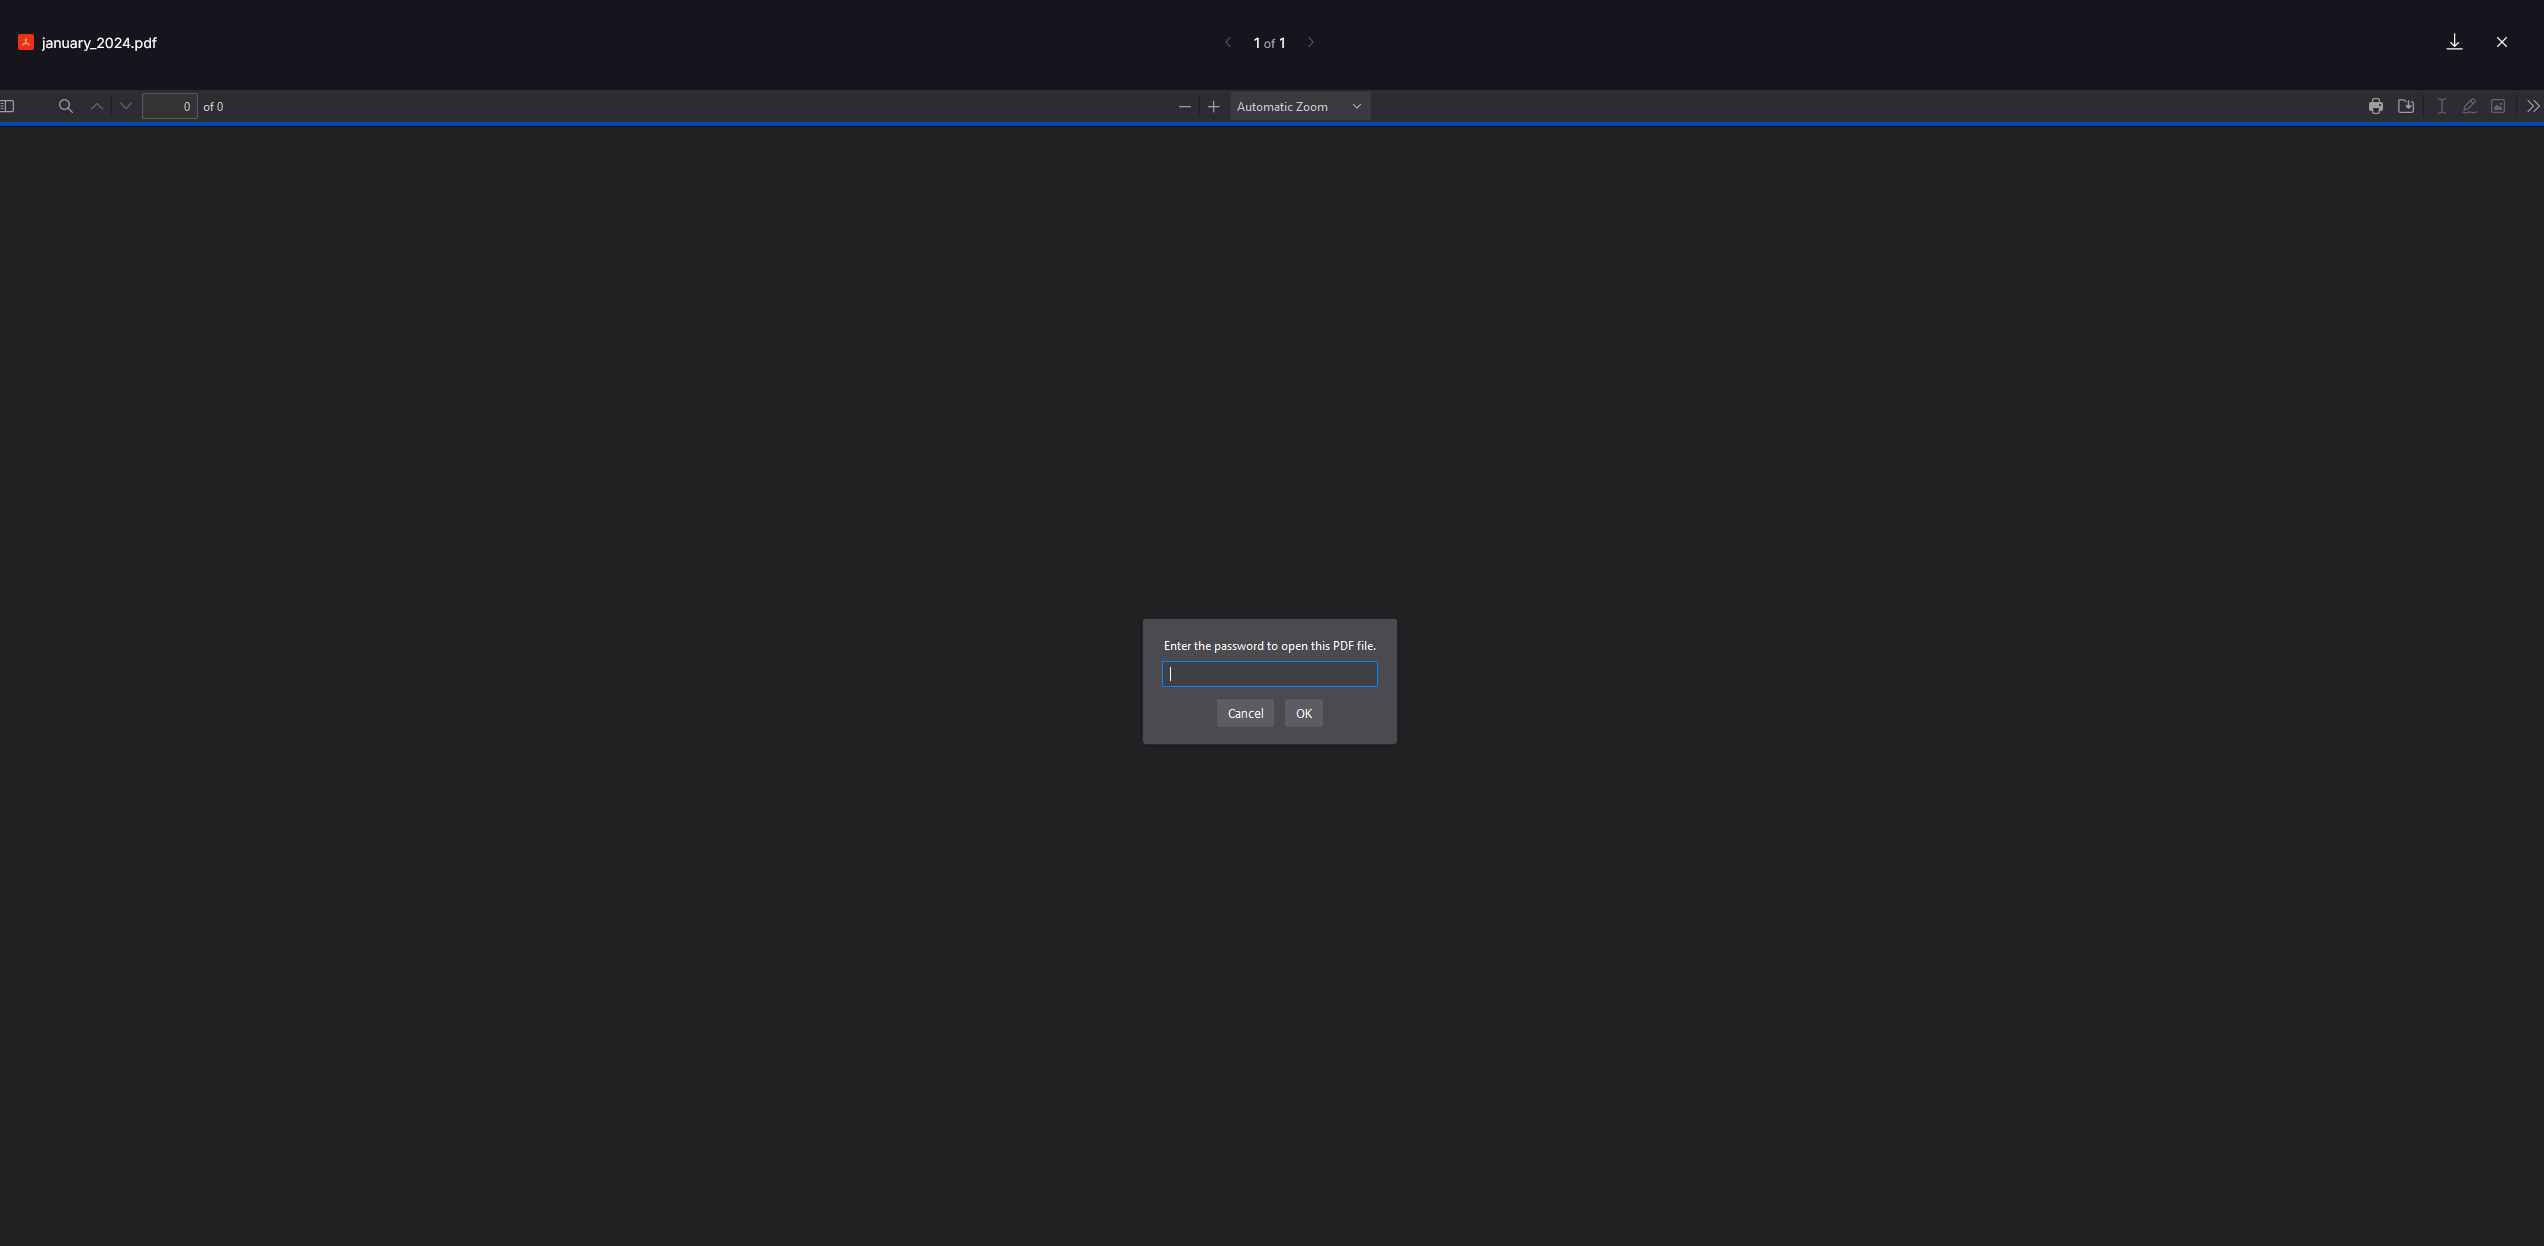 january_2024.pdf
1 of 1
0 of 0
Automatic Zoom
Enter the password to open this PDF file.
Cancel OK